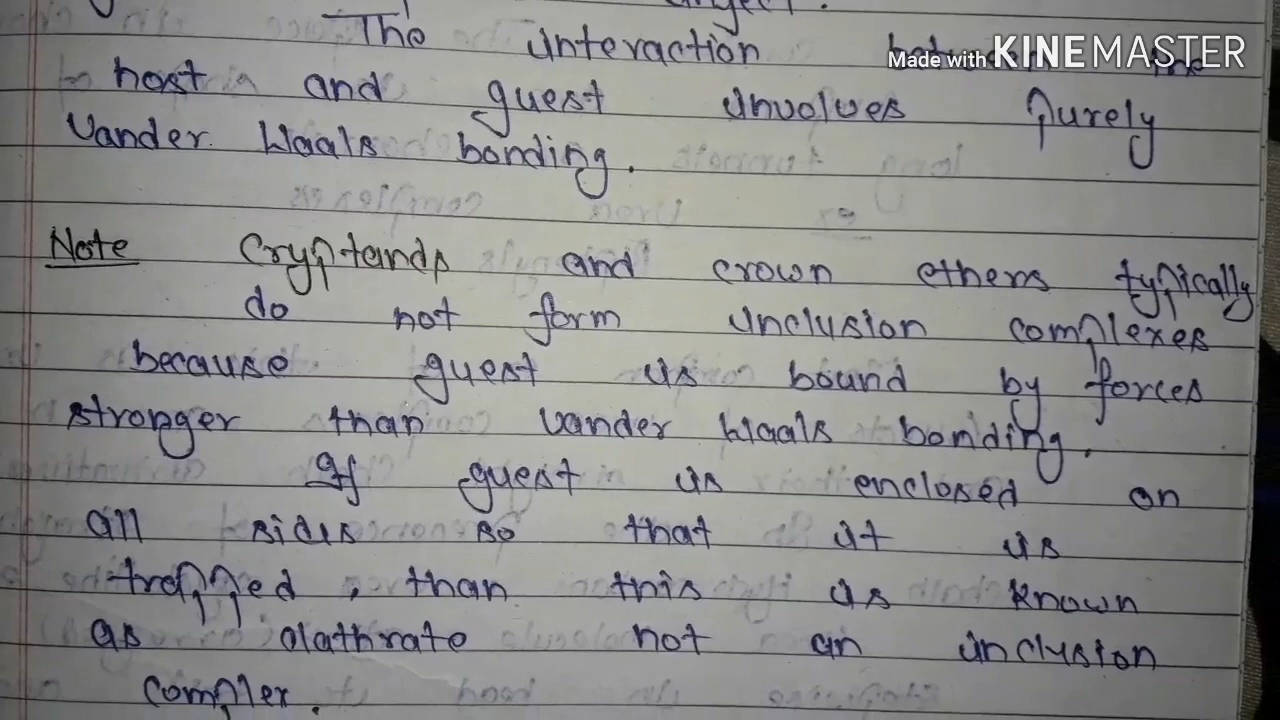 The interaction between the
Made with KINEMASTER
host and guest involves purely
Vander Waals bonding.
Note Cryptands and crown ethers typically
do not form inclusion complexes
because guest is bound by forces
stronger than vander Waals bonding.
If guest is enclosed on
all sides so that it is
trapped, than this is known
as clathrate not an inclusion
complex.